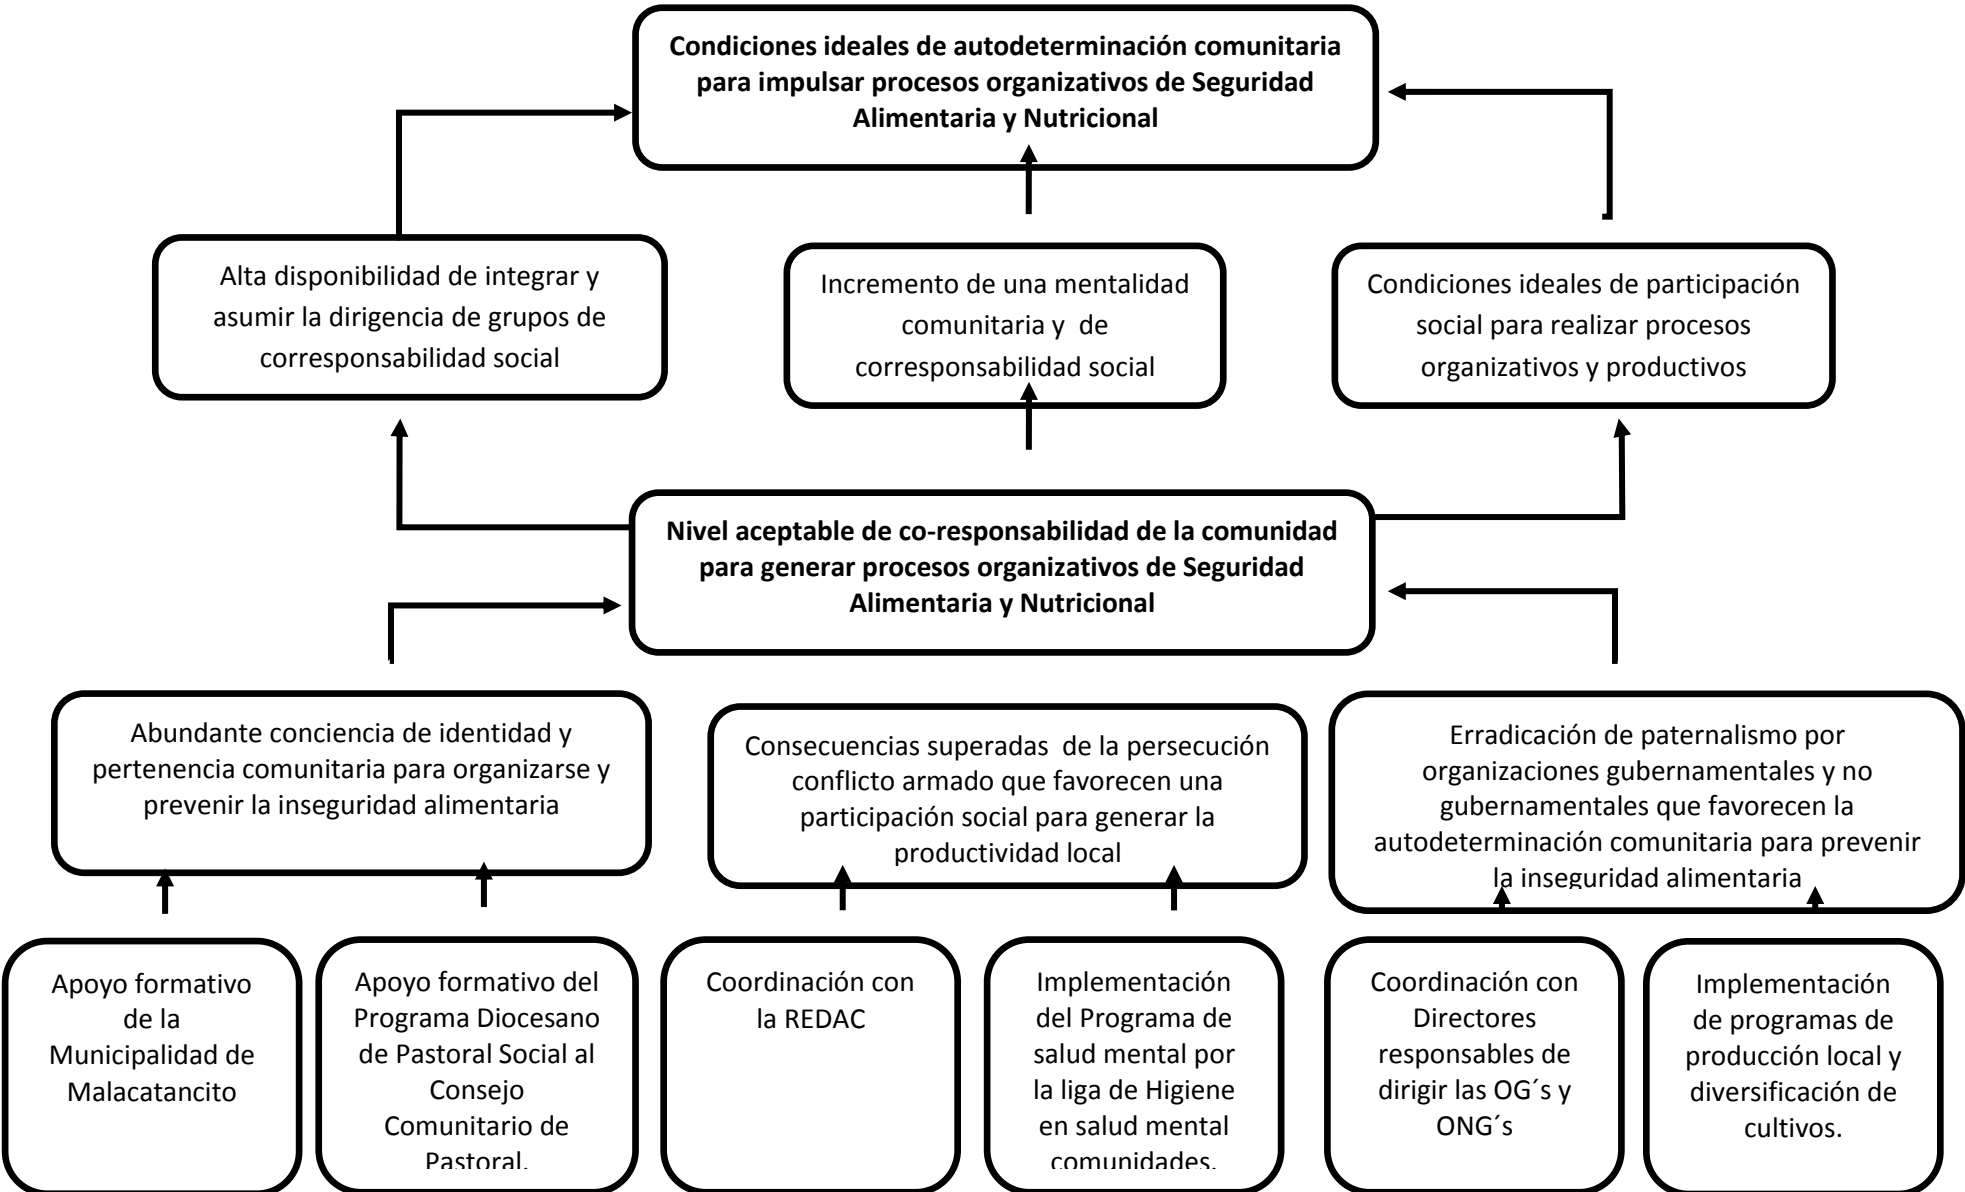 Condiciones ideales de autodeterminación comunitaria
para impulsar procesos organizativos de Seguridad
Alimentaria y Nutricional
Alta disponibilidad de integrar y
asumir la dirigencia de grupos de
corresponsabilidad social
Incremento de una mentalidad
comunitaria y  de
corresponsabilidad social
Condiciones ideales de participación
social para realizar procesos
organizativos y productivos
Nivel aceptable de co-responsabilidad de la comunidad
para generar procesos organizativos de Seguridad
Alimentaria y Nutricional
Abundante conciencia de identidad y
pertenencia comunitaria para organizarse y
prevenir la inseguridad alimentaria
Consecuencias superadas  de la persecución
conflicto armado que favorecen una
participación social para generar la
productividad local
Erradicación de paternalismo por
organizaciones gubernamentales y no
gubernamentales que favorecen la
autodeterminación comunitaria para prevenir
la inseguridad alimentaria
Apoyo formativo
de la
Municipalidad de
Malacatancito
Apoyo formativo del
Programa Diocesano
de Pastoral Social al
Consejo
Comunitario de
Pastoral.
Coordinación con
la REDAC
Implementación
del Programa de
salud mental por
la liga de Higiene
en salud mental
comunidades.
Coordinación con
Directores
responsables de
dirigir las OG´s y
ONG´s
Implementación
de programas de
producción local y
diversificación de
cultivos.